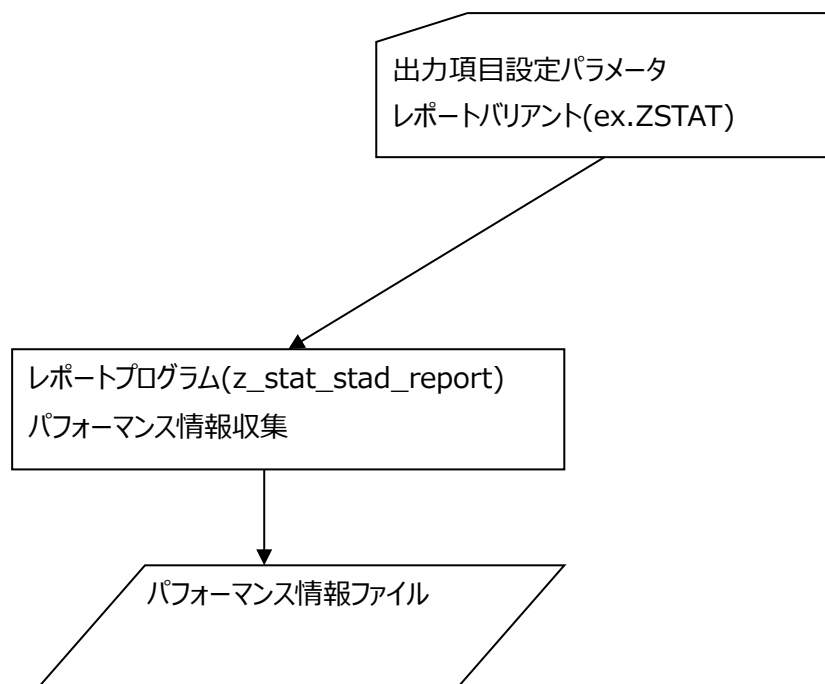 出力項目設定パラメータ
レポートバリアント(ex.ZSTAT)
レポートプログラム(z_stat_stad_report)
パフォーマンス情報収集
パフォーマンス情報ファイル